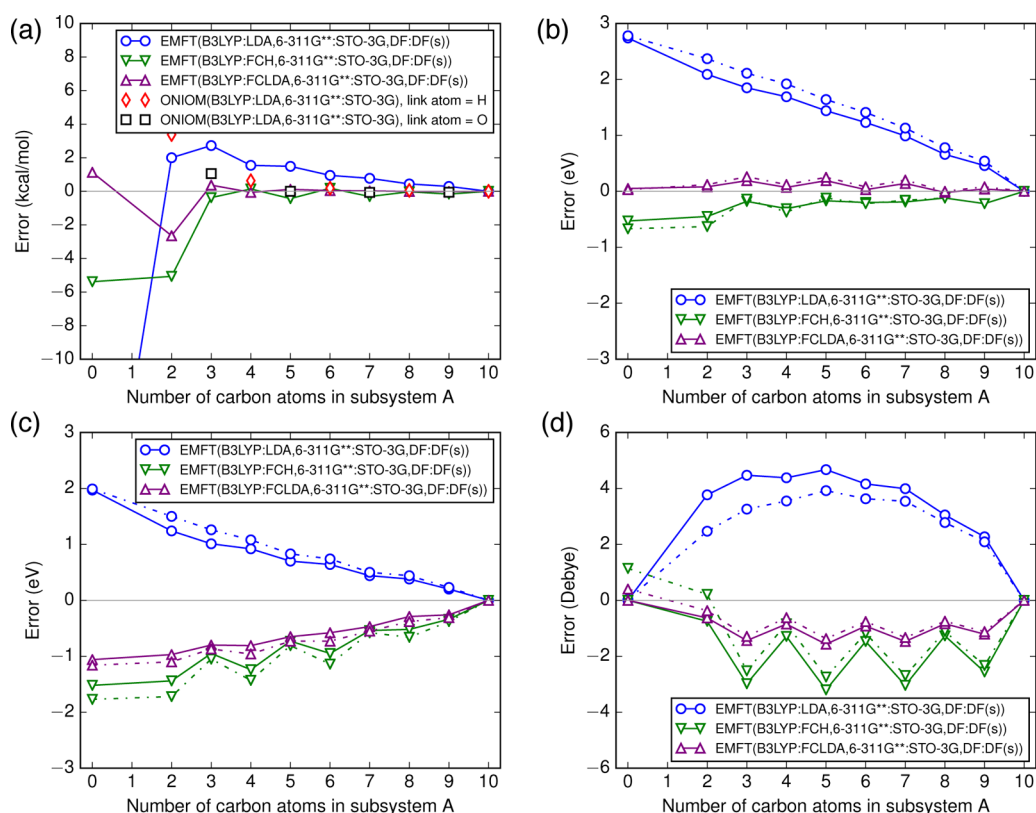 (a)
10
8
6
4
2
0
−2
−4
−6
−8
−10
Error (kcal/mol)
EMFT(B3LYP:LDA,6-311G**:STO-3G,DF:DF(s))
EMFT(B3LYP:FCH,6-311G**:STO-3G,DF:DF(s))
EMFT(B3LYP:FCLDA,6-311G**:STO-3G,DF:DF(s))
ONIOM(B3LYP:LDA,6-311G**:STO-3G), link atom = H
ONIOM(B3LYP:LDA,6-311G**:STO-3G), link atom = O
0 1 2 3 4 5 6 7 8 9 10
Number of carbon atoms in subsystem A
(b)
3
2
1
0
−1
−2
−3
Error (eV)
EMFT(B3LYP:LDA,6-311G**:STO-3G,DF:DF(s))
EMFT(B3LYP:FCH,6-311G**:STO-3G,DF:DF(s))
EMFT(B3LYP:FCLDA,6-311G**:STO-3G,DF:DF(s))
0 1 2 3 4 5 6 7 8 9 10
Number of carbon atoms in subsystem A
(c)
3
2
1
0
−1
−2
−3
Error (eV)
EMFT(B3LYP:LDA,6-311G**:STO-3G,DF:DF(s))
EMFT(B3LYP:FCH,6-311G**:STO-3G,DF:DF(s))
EMFT(B3LYP:FCLDA,6-311G**:STO-3G,DF:DF(s))
0 1 2 3 4 5 6 7 8 9 10
Number of carbon atoms in subsystem A
(d)
6
4
2
0
−2
−4
−6
Error (Debye)
EMFT(B3LYP:LDA,6-311G**:STO-3G,DF:DF(s))
EMFT(B3LYP:FCH,6-311G**:STO-3G,DF:DF(s))
EMFT(B3LYP:FCLDA,6-311G**:STO-3G,DF:DF(s))
0 1 2 3 4 5 6 7 8 9 10
Number of carbon atoms in subsystem A